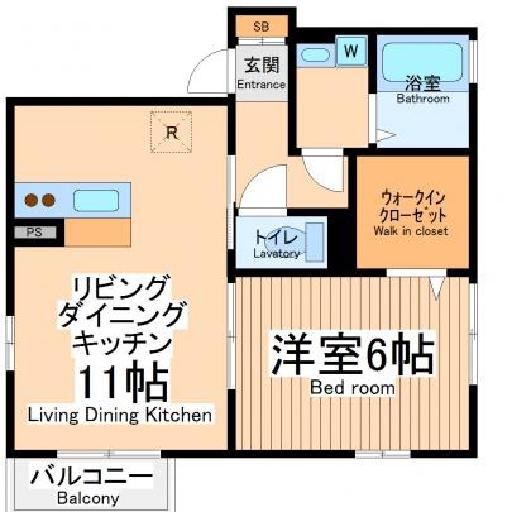 SB
玄関
Entrance
W
浴室
Bathroom
R
ウォークイン
クローゼット
Walk in closet
PS
トイレ
Lavatory
リビング
ダイニング
キッチン
11帖
Living Dining Kitchen
洋室6帖
Bed room
バルコニー
Balcony